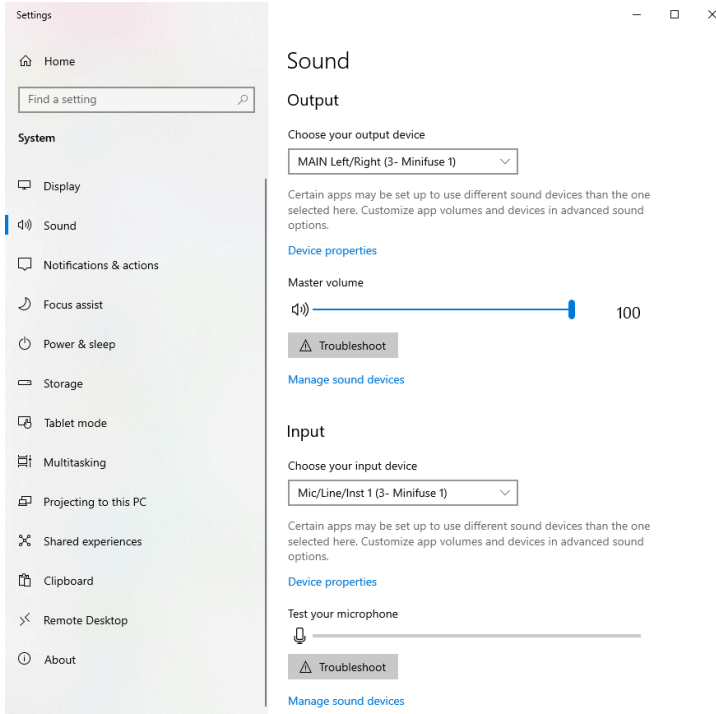 Settings
Home
Find a setting
System
Display
Sound
Notifications & actions
Focus assist
Power & sleep
Storage
Tablet mode
Multitasking
Projecting to this PC
Shared experiences
Clipboard
Remote Desktop
About
Sound
Output
Choose your output device
MAIN Left/Right (3- Minifuse 1)
Certain apps may be set up to use different sound devices than the one
selected here. Customize app volumes and devices in advanced sound
options.
Device properties
Master volume
100
Troubleshoot
Manage sound devices
Input
Choose your input device
Mic/Line/Inst 1 (3- Minifuse 1)
Certain apps may be set up to use different sound devices than the one
selected here. Customize app volumes and devices in advanced sound
options.
Device properties
Test your microphone
Troubleshoot
Manage sound devices